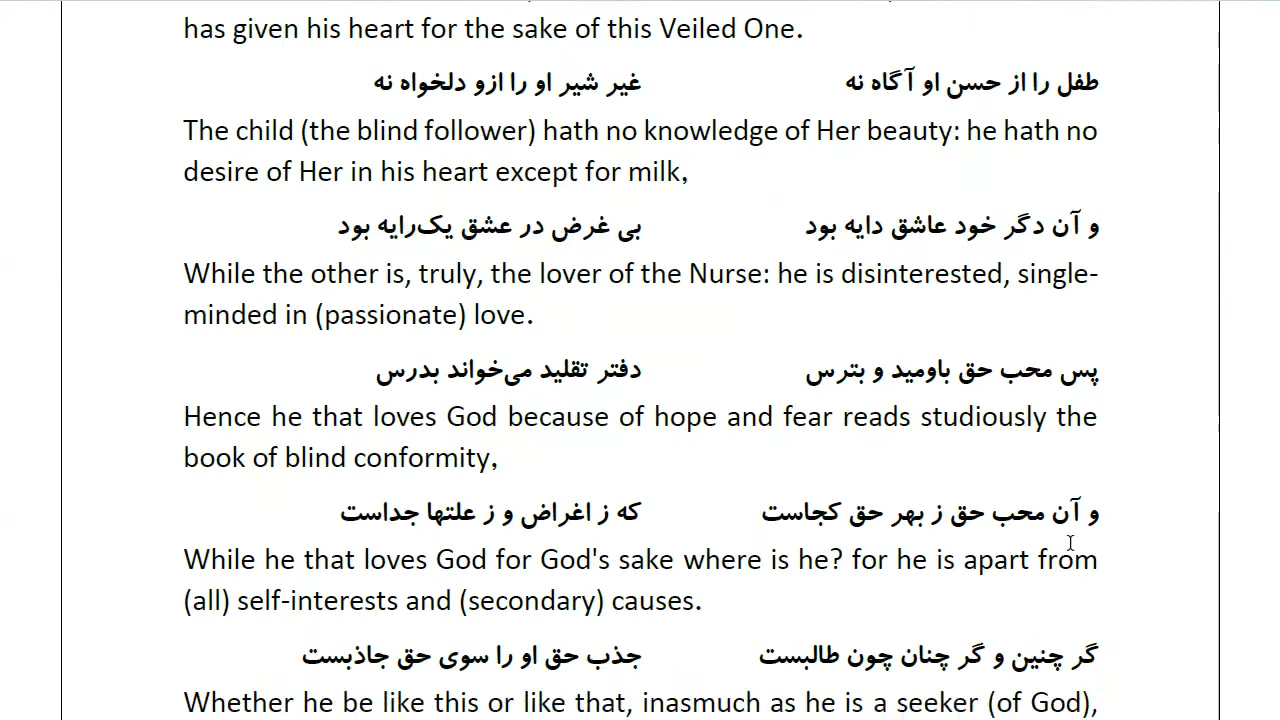 has given his heart for the sake of this Veiled One.
طفل را از حسن او آگاه نه غیر شیر او را ازو دلخواه نه
The child (the blind follower) hath no knowledge of Her beauty: he hath no
desire of Her in his heart except for milk,
و آن دگر خود عاشق دایه بود بی غرض در عشق یک‌رایه بود
While the other is, truly, the lover of the Nurse: he is disinterested, single-
minded in (passionate) love.
پس محب حق باومید و بترس دفتر تقلید می‌خواند بدرس
Hence he that loves God because of hope and fear reads studiously the
book of blind conformity,
و آن محب حق ز بهر حق کجاست که ز اغراض و ز علتها جداست
While he that loves God for God's sake where is he? for he is apart from
(all) self-interests and (secondary) causes.
گر چنین و گر چنان چون طالبست جذب حق او را سوی حق جاذبست
Whether he be like this or like that, inasmuch as he is a seeker (of God),